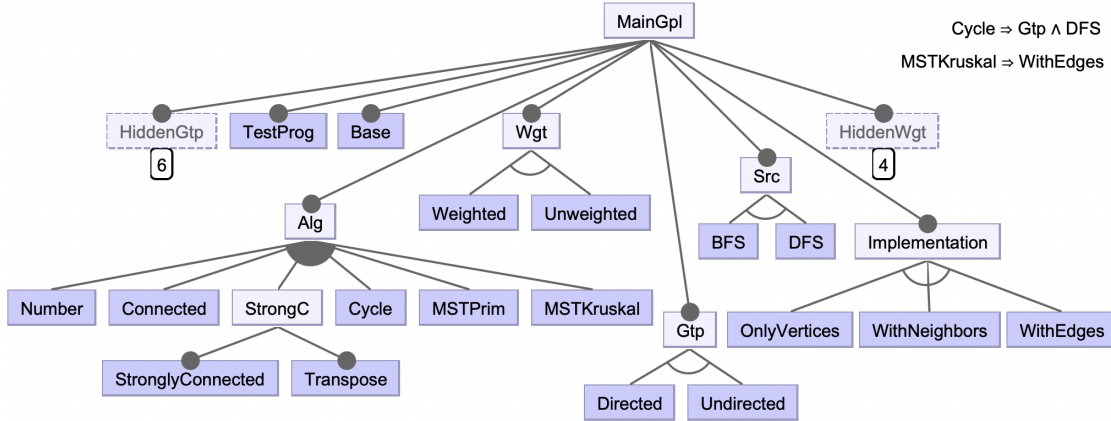 MainGpl
Cycle ⇒ Gtp ∧ DFS
MSTKruskal ⇒ WithEdges
HiddenGtp
TestProg
Base
Wgt
HiddenWgt
6
4
Src
Alg
Weighted
Unweighted
BFS
DFS
Implementation
Number
Connected
StrongC
Cycle
MSTPrim
MSTKruskal
Gtp
OnlyVertices
WithNeighbors
WithEdges
StronglyConnected
Transpose
Directed
Undirected